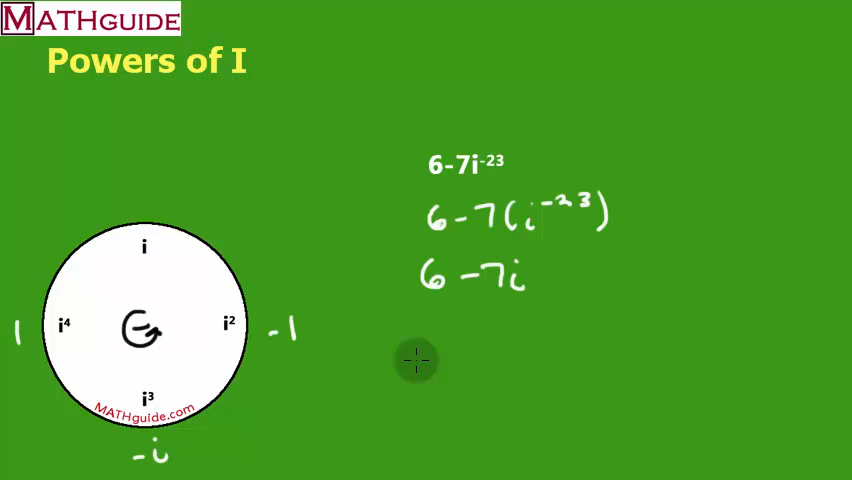 MATHGUIDE
Powers of I
6-7i⁻²³
6-7(i⁻²³)
6-7i
i
1
i⁴
i²
-1
i³
MATHguide.com
-i